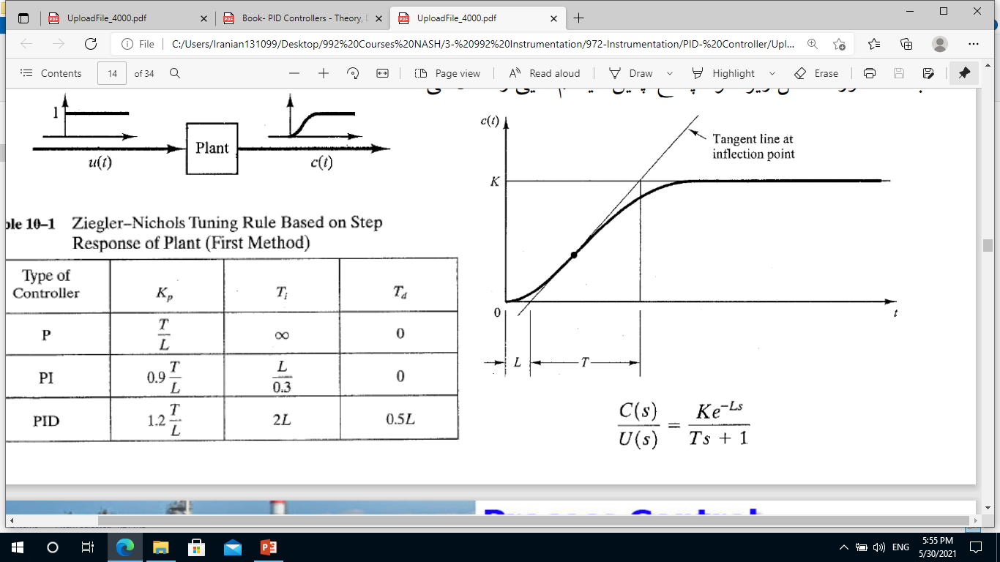 UploadFile_4000.pdf
Book- PID Controllers - Theory, D
UploadFile_4000.pdf
File
C:/Users/Iranian131099/Desktop/992%20Courses%20NASH/3-%20992%20Instrumentation/972-Instrumentation/PID-%20Controller/Upl...
Contents
14
of 34
Page view
Read aloud
Draw
Highlight
Erase
1
u(t)
Plant
c(t)
ble 10–1 Ziegler–Nichols Tuning Rule Based on Step
Response of Plant (First Method)
Type of
Controller
Kp
Ti
Td
P
T
L
∞
0
PI
0.9 T
L
L
0.3
0
PID
1.2 T
L
2L
0.5L
c(t)
Tangent line at
inflection point
K
0
t
L
T
C(s)
U(s)
=
Ke^-Ls
Ts + 1
Process Control
ENG
5:55 PM
5/30/2021